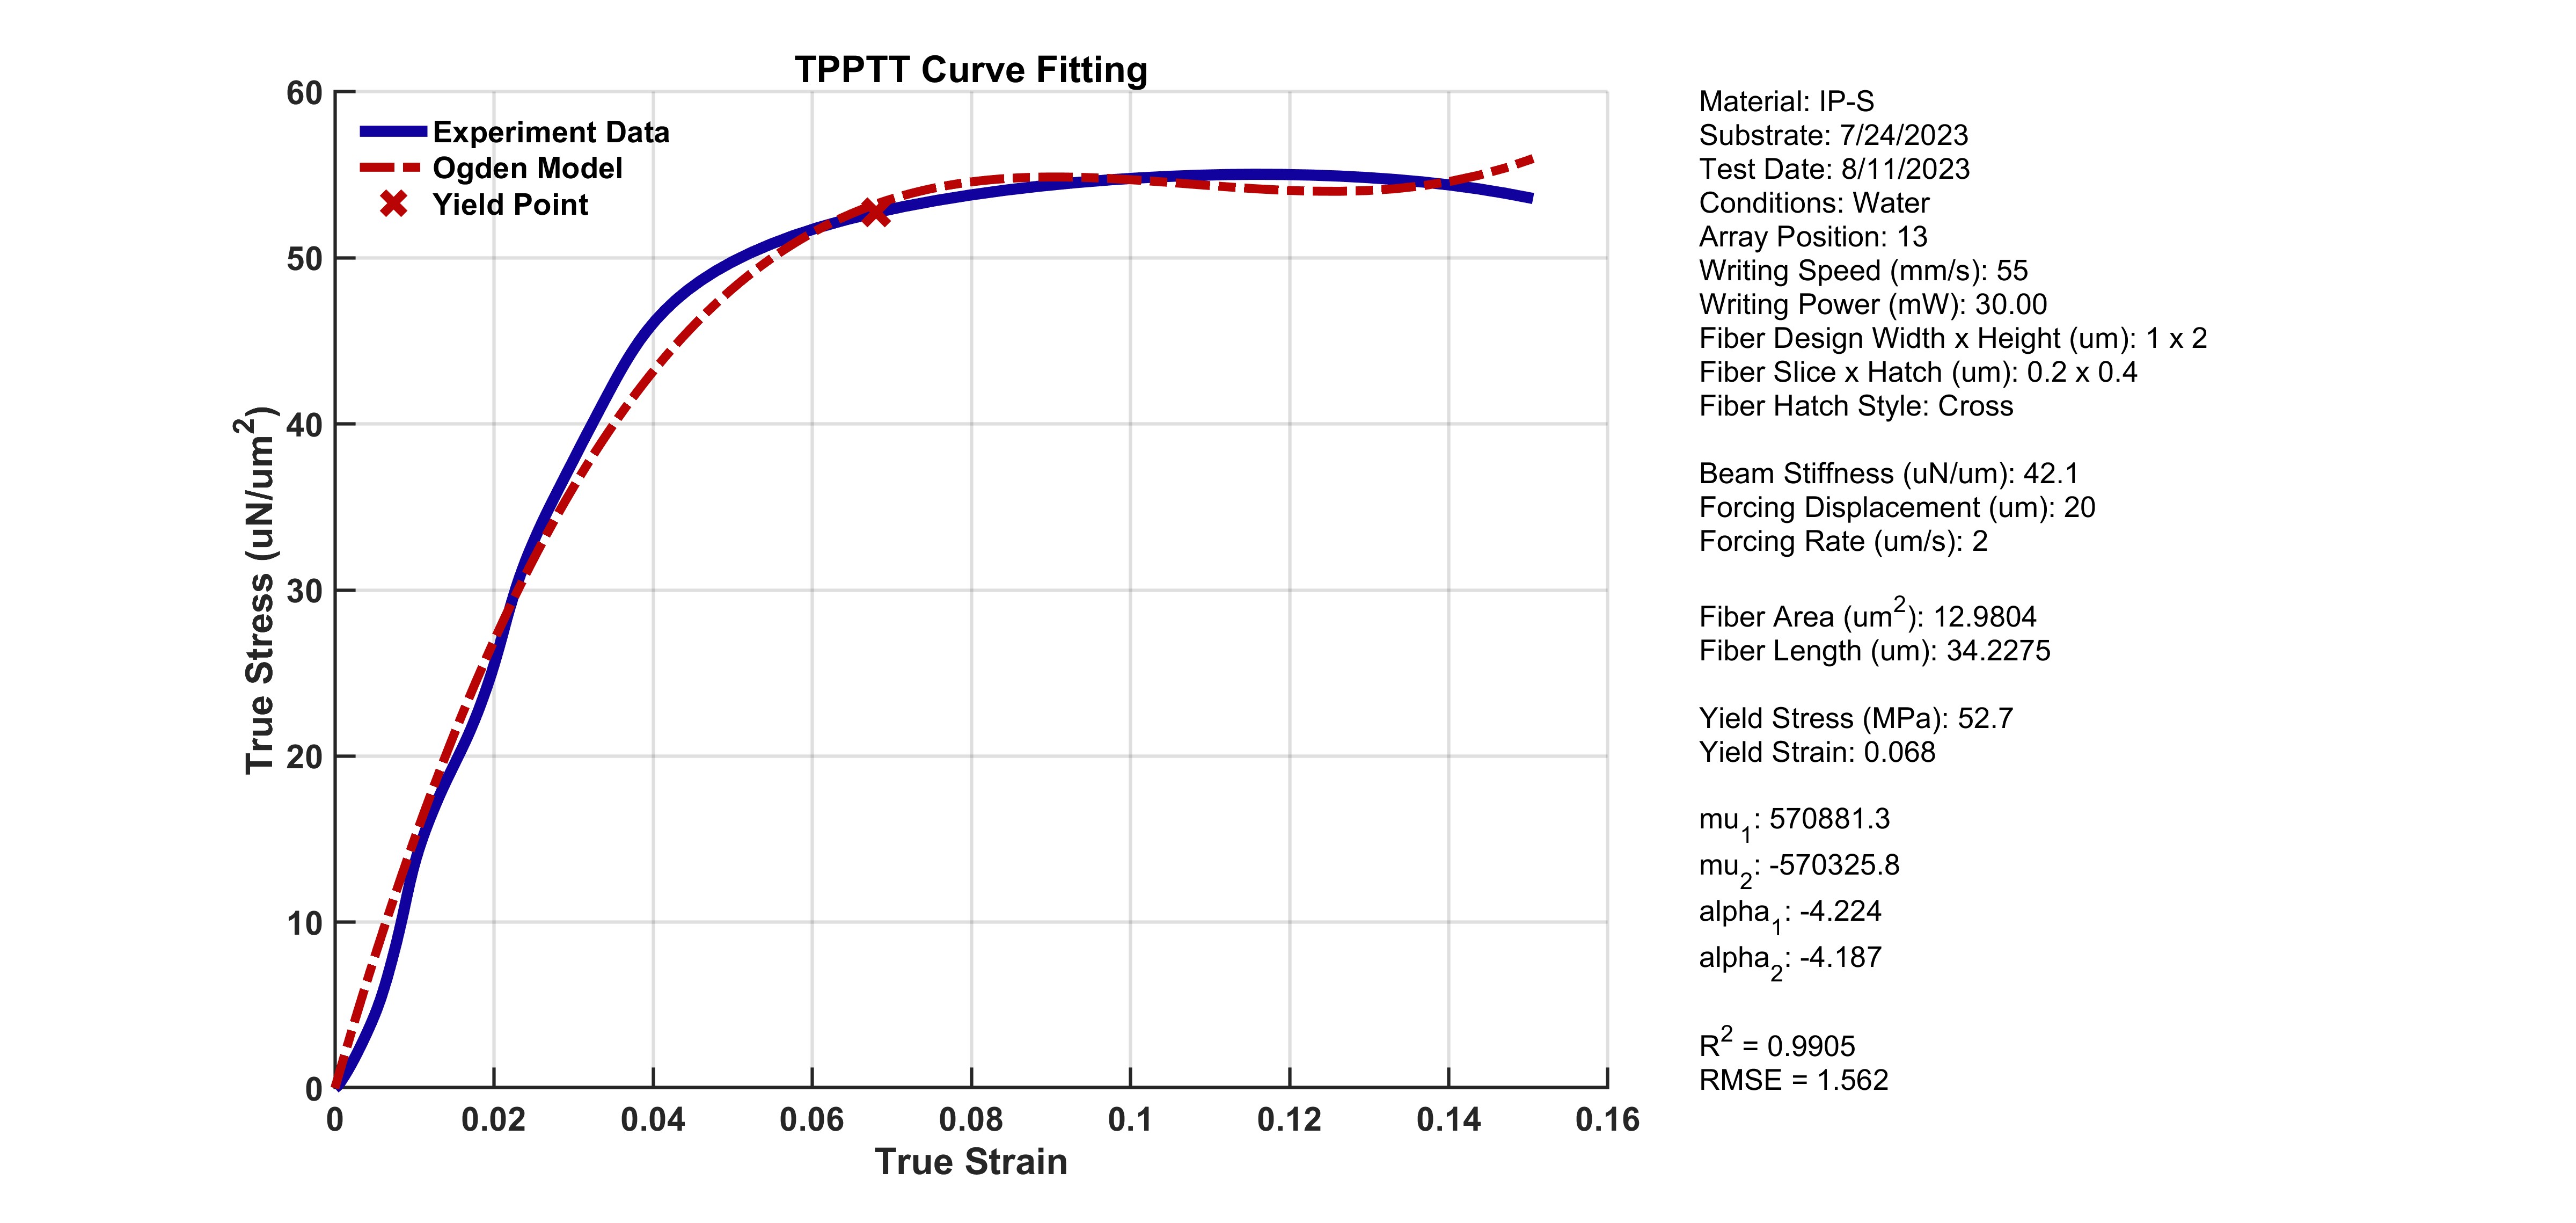 TPPTT Curve Fitting
60
50
40
30
20
10
0
True Stress (uN/um²)
Experiment Data
Ogden Model
Yield Point
0 0.02 0.04 0.06 0.08 0.1 0.12 0.14 0.16
True Strain
Material: IP-S
Substrate: 7/24/2023
Test Date: 8/11/2023
Conditions: Water
Array Position: 13
Writing Speed (mm/s): 55
Writing Power (mW): 30.00
Fiber Design Width x Height (um): 1 x 2
Fiber Slice x Hatch (um): 0.2 x 0.4
Fiber Hatch Style: Cross
Beam Stiffness (uN/um): 42.1
Forcing Displacement (um): 20
Forcing Rate (um/s): 2
Fiber Area (um²): 12.9804
Fiber Length (um): 34.2275
Yield Stress (MPa): 52.7
Yield Strain: 0.068
mu₁: 570881.3
mu₂: -570325.8
alpha₁: -4.224
alpha₂: -4.187
R² = 0.9905
RMSE = 1.562